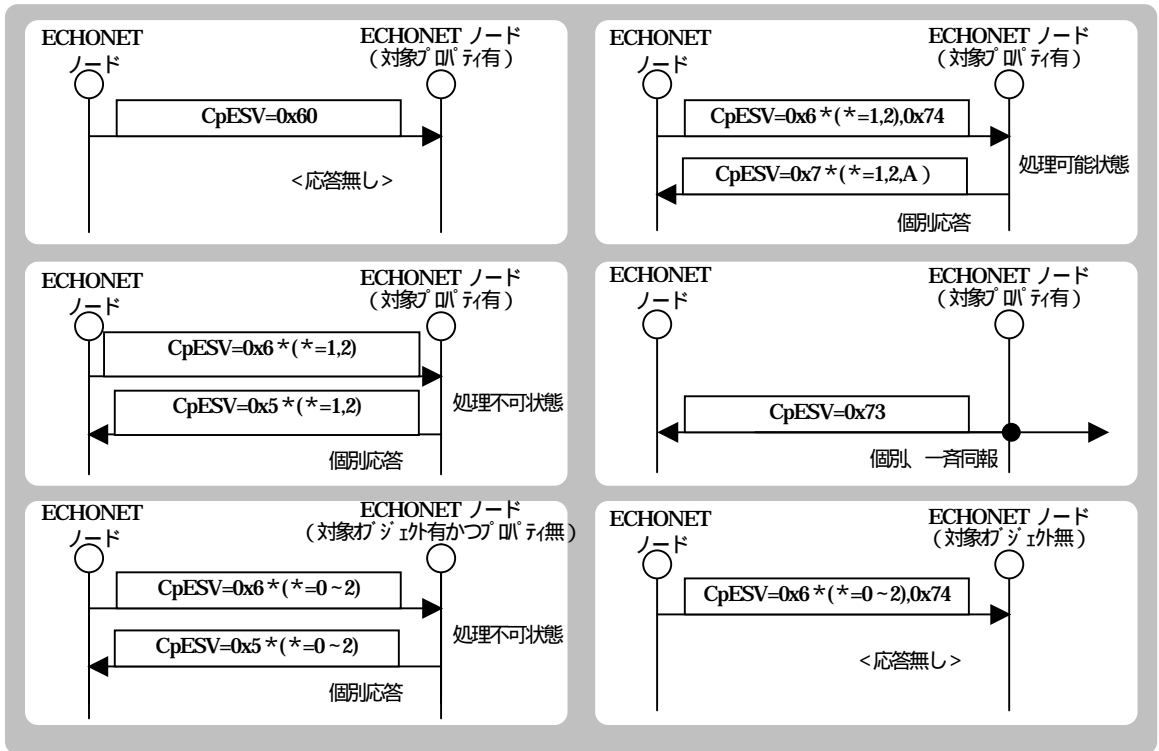 ECHONET
ノード
ECHONET ノード
(対象プロパティ有)
CpESV=0x60
<応答無し>
ECHONET
ノード
ECHONET ノード
(対象プロパティ有)
CpESV=0x6*(*=1,2),0x74
CpESV=0x7*(*=1,2,A)
処理可能状態
個別応答
ECHONET
ノード
ECHONET ノード
(対象プロパティ有)
CpESV=0x6*(*=1,2)
CpESV=0x5*(*=1,2)
処理不可状態
個別応答
ECHONET
ノード
ECHONET ノード
(対象プロパティ有)
CpESV=0x73
個別、一斉同報
ECHONET
ノード
ECHONET ノード
(対象オブジェクト有かつプロパティ無)
CpESV=0x6*(*=0~2)
CpESV=0x5*(*=0~2)
処理不可状態
個別応答
ECHONET
ノード
ECHONET ノード
(対象オブジェクト無)
CpESV=0x6*(*=0~2),0x74
<応答無し>